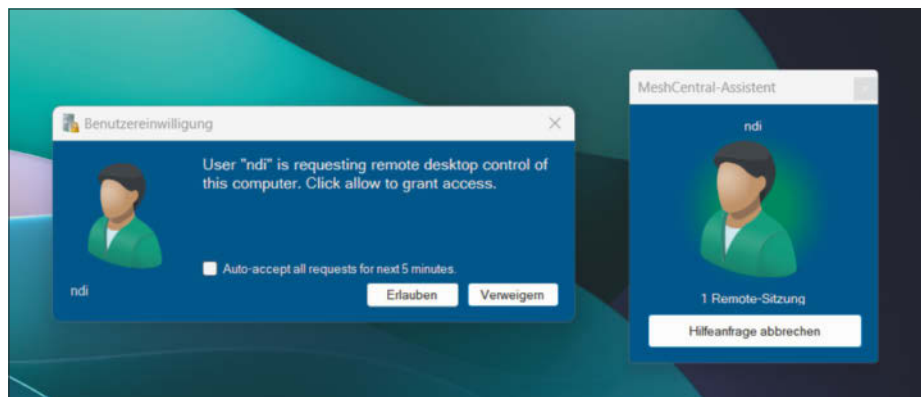 Benutzereinwilligung
User "ndi" is requesting remote desktop control of
this computer. Click allow to grant access.
Auto-accept all requests for next 5 minutes.
ndi
Erlauben
Verweigern
MeshCentral-Assistent
ndi
1 Remote-Sitzung
Hilfeanfrage abbrechen